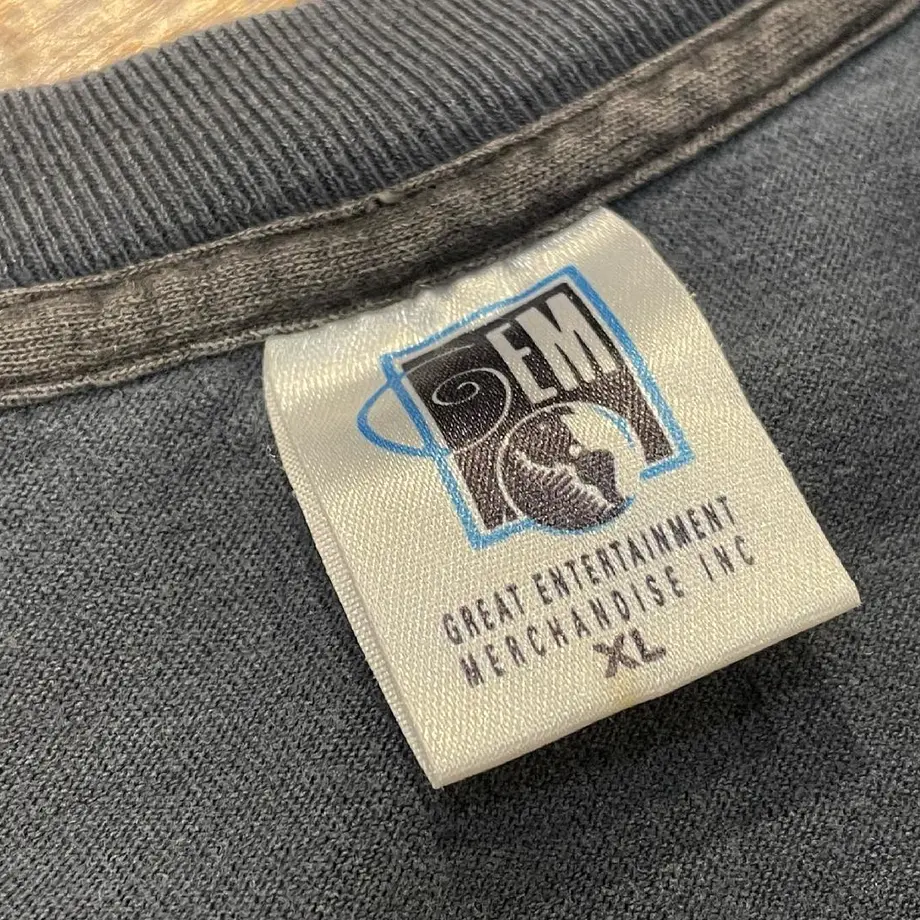 GEM
GREAT ENTERTAINMENT
MERCHANDISE INC
XL